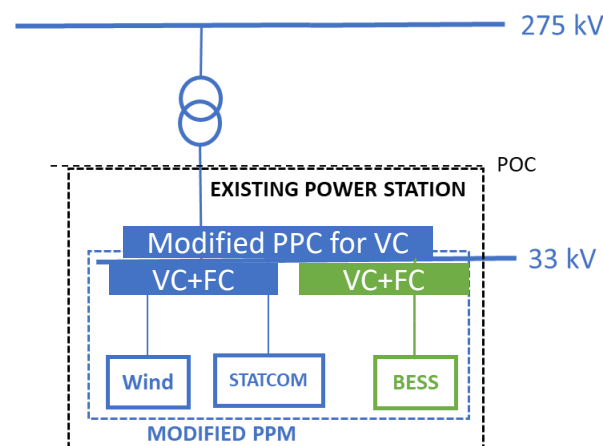 275 kV
POC
EXISTING POWER STATION
Modified PPC for VC
33 kV
VC+FC
VC+FC
Wind
STATCOM
BESS
MODIFIED PPM